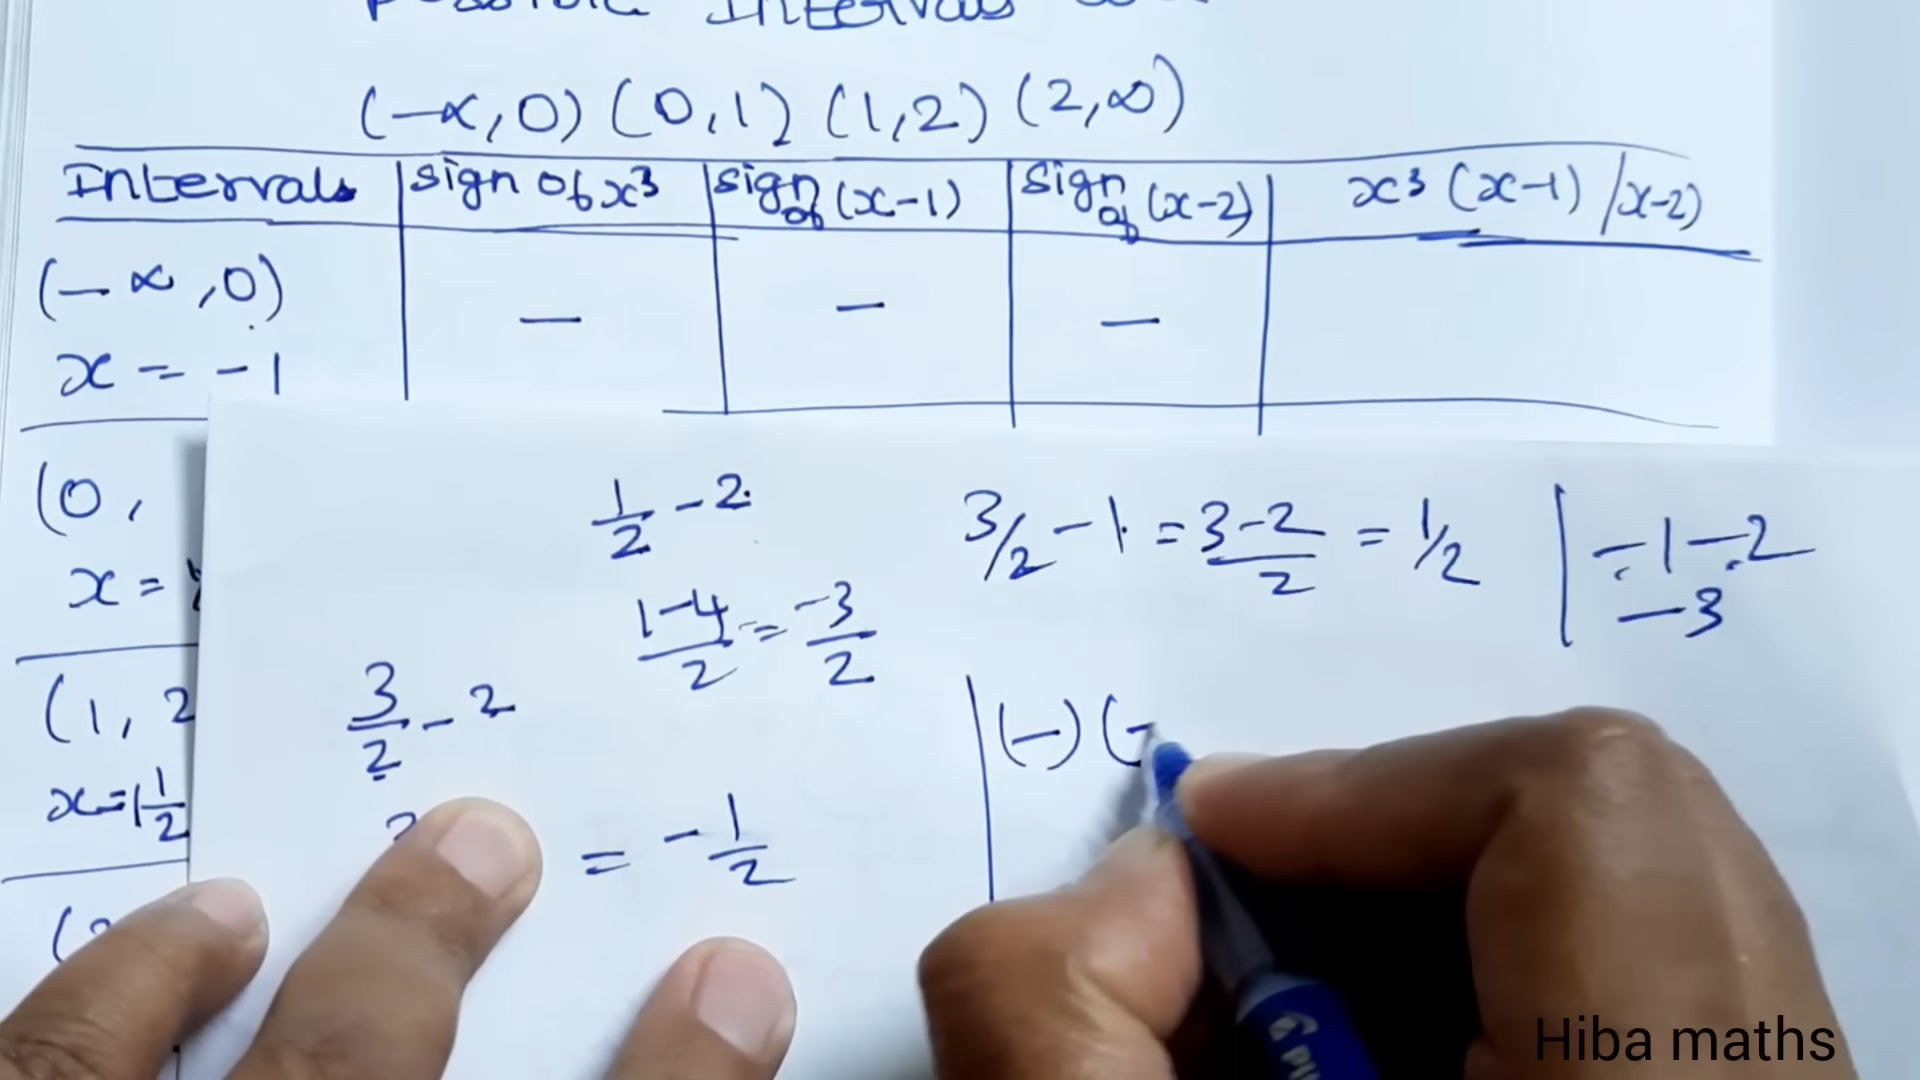 Intervals
(-∝,0) (0,1) (1,2) (2,∞)
Intervals sign of x³ sign of (x-1) sign of (x-2) x³ (x-1) /x-2)
(-∝,0) — — —
x = -1
(0,
x =
(1, 2
x=1 1/2
1/2 - 2
1-4/2 = -3/2
3/2 - 1 = 3-2/2 = 1/2
-1-2
-3
3/2 - 2
= -1/2
(-) (-
Hiba maths